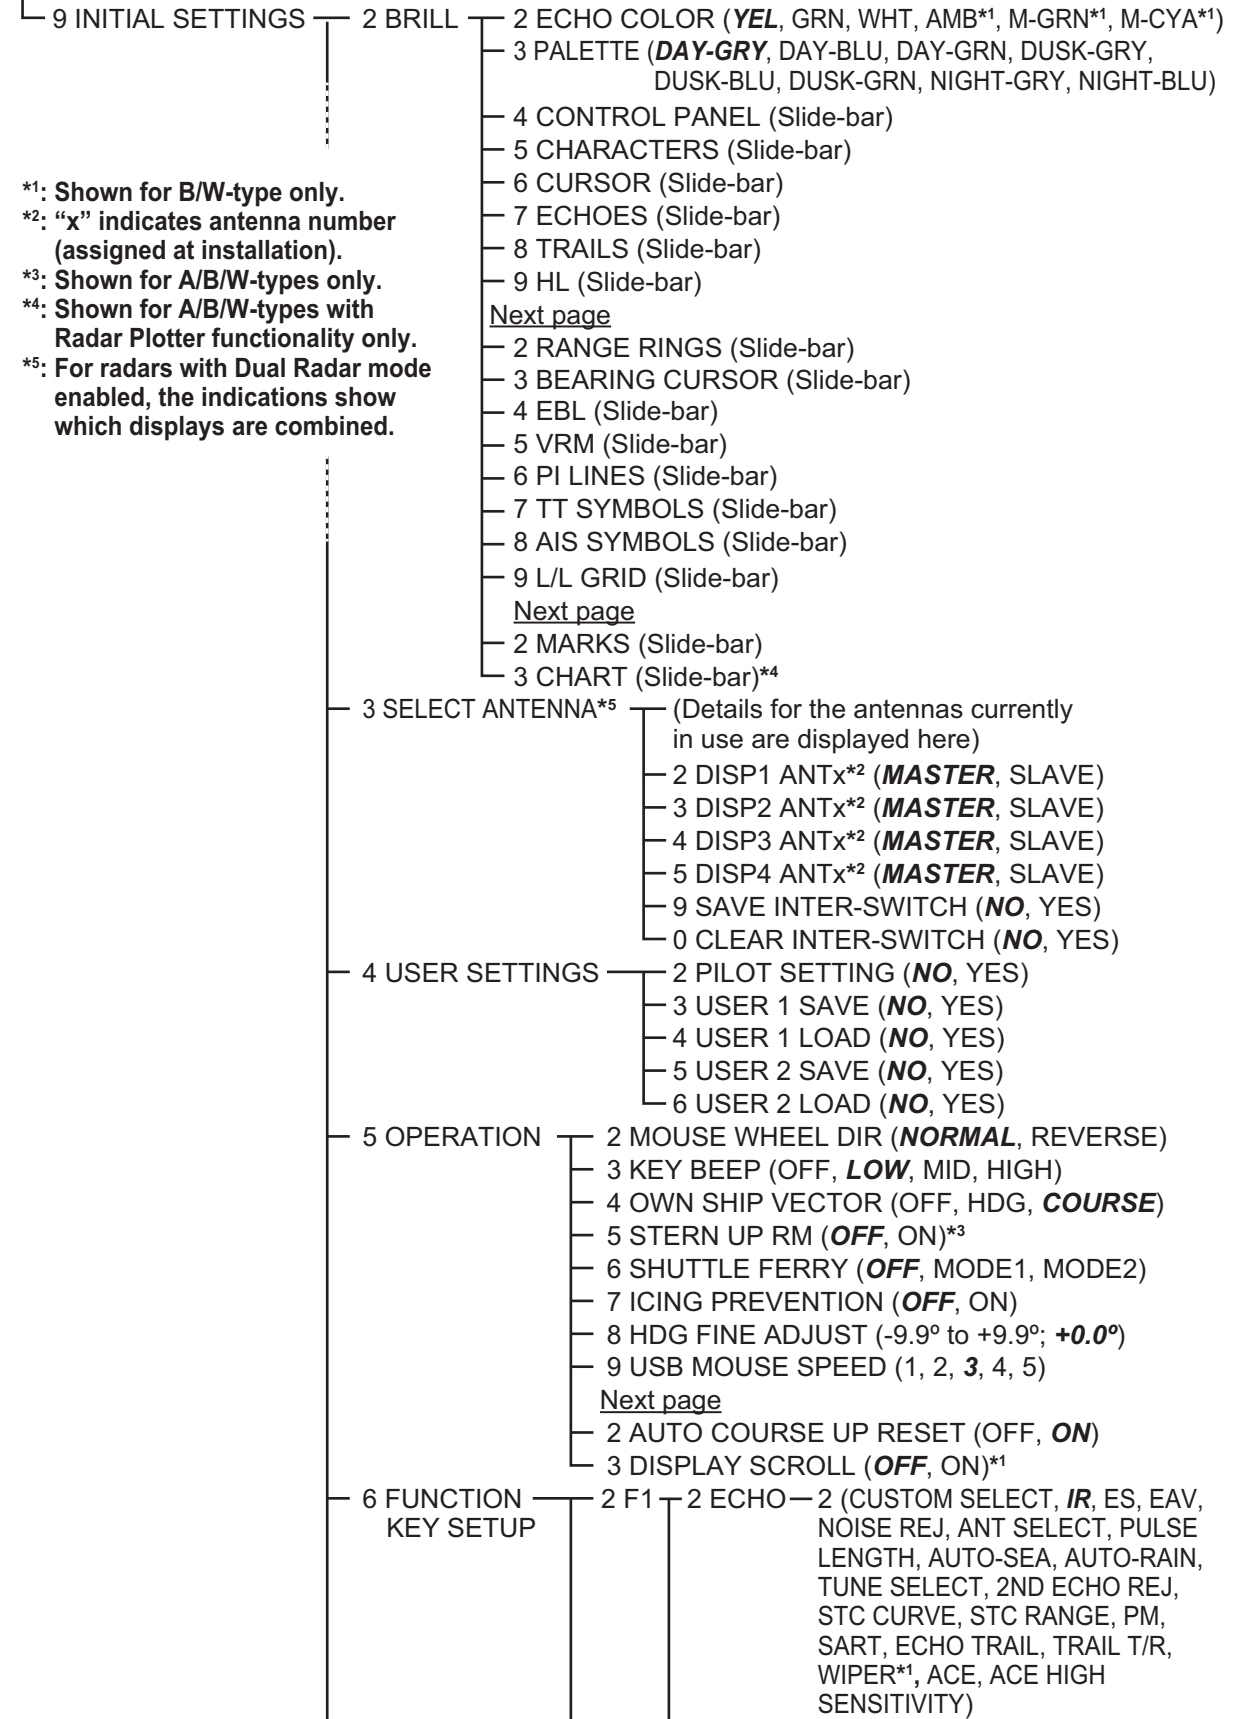 9 INITIAL SETTINGS
2 BRILL
2 ECHO COLOR (YEL, GRN, WHT, AMB*1, M-GRN*1, M-CYA*1)
3 PALETTE (DAY-GRY, DAY-BLU, DAY-GRN, DUSK-GRY,
DUSK-BLU, DUSK-GRN, NIGHT-GRY, NIGHT-BLU)
4 CONTROL PANEL (Slide-bar)
5 CHARACTERS (Slide-bar)
6 CURSOR (Slide-bar)
7 ECHOES (Slide-bar)
8 TRAILS (Slide-bar)
9 HL (Slide-bar)
Next page
2 RANGE RINGS (Slide-bar)
3 BEARING CURSOR (Slide-bar)
4 EBL (Slide-bar)
5 VRM (Slide-bar)
6 PI LINES (Slide-bar)
7 TT SYMBOLS (Slide-bar)
8 AIS SYMBOLS (Slide-bar)
9 L/L GRID (Slide-bar)
Next page
2 MARKS (Slide-bar)
3 CHART (Slide-bar)*4
*1: Shown for B/W-type only.
*2: “x” indicates antenna number
(assigned at installation).
*3: Shown for A/B/W-types only.
*4: Shown for A/B/W-types with
Radar Plotter functionality only.
*5: For radars with Dual Radar mode
enabled, the indications show
which displays are combined.
3 SELECT ANTENNA*5
(Details for the antennas currently
in use are displayed here)
2 DISP1 ANTx*2 (MASTER, SLAVE)
3 DISP2 ANTx*2 (MASTER, SLAVE)
4 DISP3 ANTx*2 (MASTER, SLAVE)
5 DISP4 ANTx*2 (MASTER, SLAVE)
9 SAVE INTER-SWITCH (NO, YES)
0 CLEAR INTER-SWITCH (NO, YES)
4 USER SETTINGS
2 PILOT SETTING (NO, YES)
3 USER 1 SAVE (NO, YES)
4 USER 1 LOAD (NO, YES)
5 USER 2 SAVE (NO, YES)
6 USER 2 LOAD (NO, YES)
5 OPERATION
2 MOUSE WHEEL DIR (NORMAL, REVERSE)
3 KEY BEEP (OFF, LOW, MID, HIGH)
4 OWN SHIP VECTOR (OFF, HDG, COURSE)
5 STERN UP RM (OFF, ON)*3
6 SHUTTLE FERRY (OFF, MODE1, MODE2)
7 ICING PREVENTION (OFF, ON)
8 HDG FINE ADJUST (-9.9º to +9.9º; +0.0º)
9 USB MOUSE SPEED (1, 2, 3, 4, 5)
Next page
2 AUTO COURSE UP RESET (OFF, ON)
3 DISPLAY SCROLL (OFF, ON)*1
6 FUNCTION
KEY SETUP
2 F1
2 ECHO
2 (CUSTOM SELECT, IR, ES, EAV,
NOISE REJ, ANT SELECT, PULSE
LENGTH, AUTO-SEA, AUTO-RAIN,
TUNE SELECT, 2ND ECHO REJ,
STC CURVE, STC RANGE, PM,
SART, ECHO TRAIL, TRAIL T/R,
WIPER*1, ACE, ACE HIGH
SENSITIVITY)